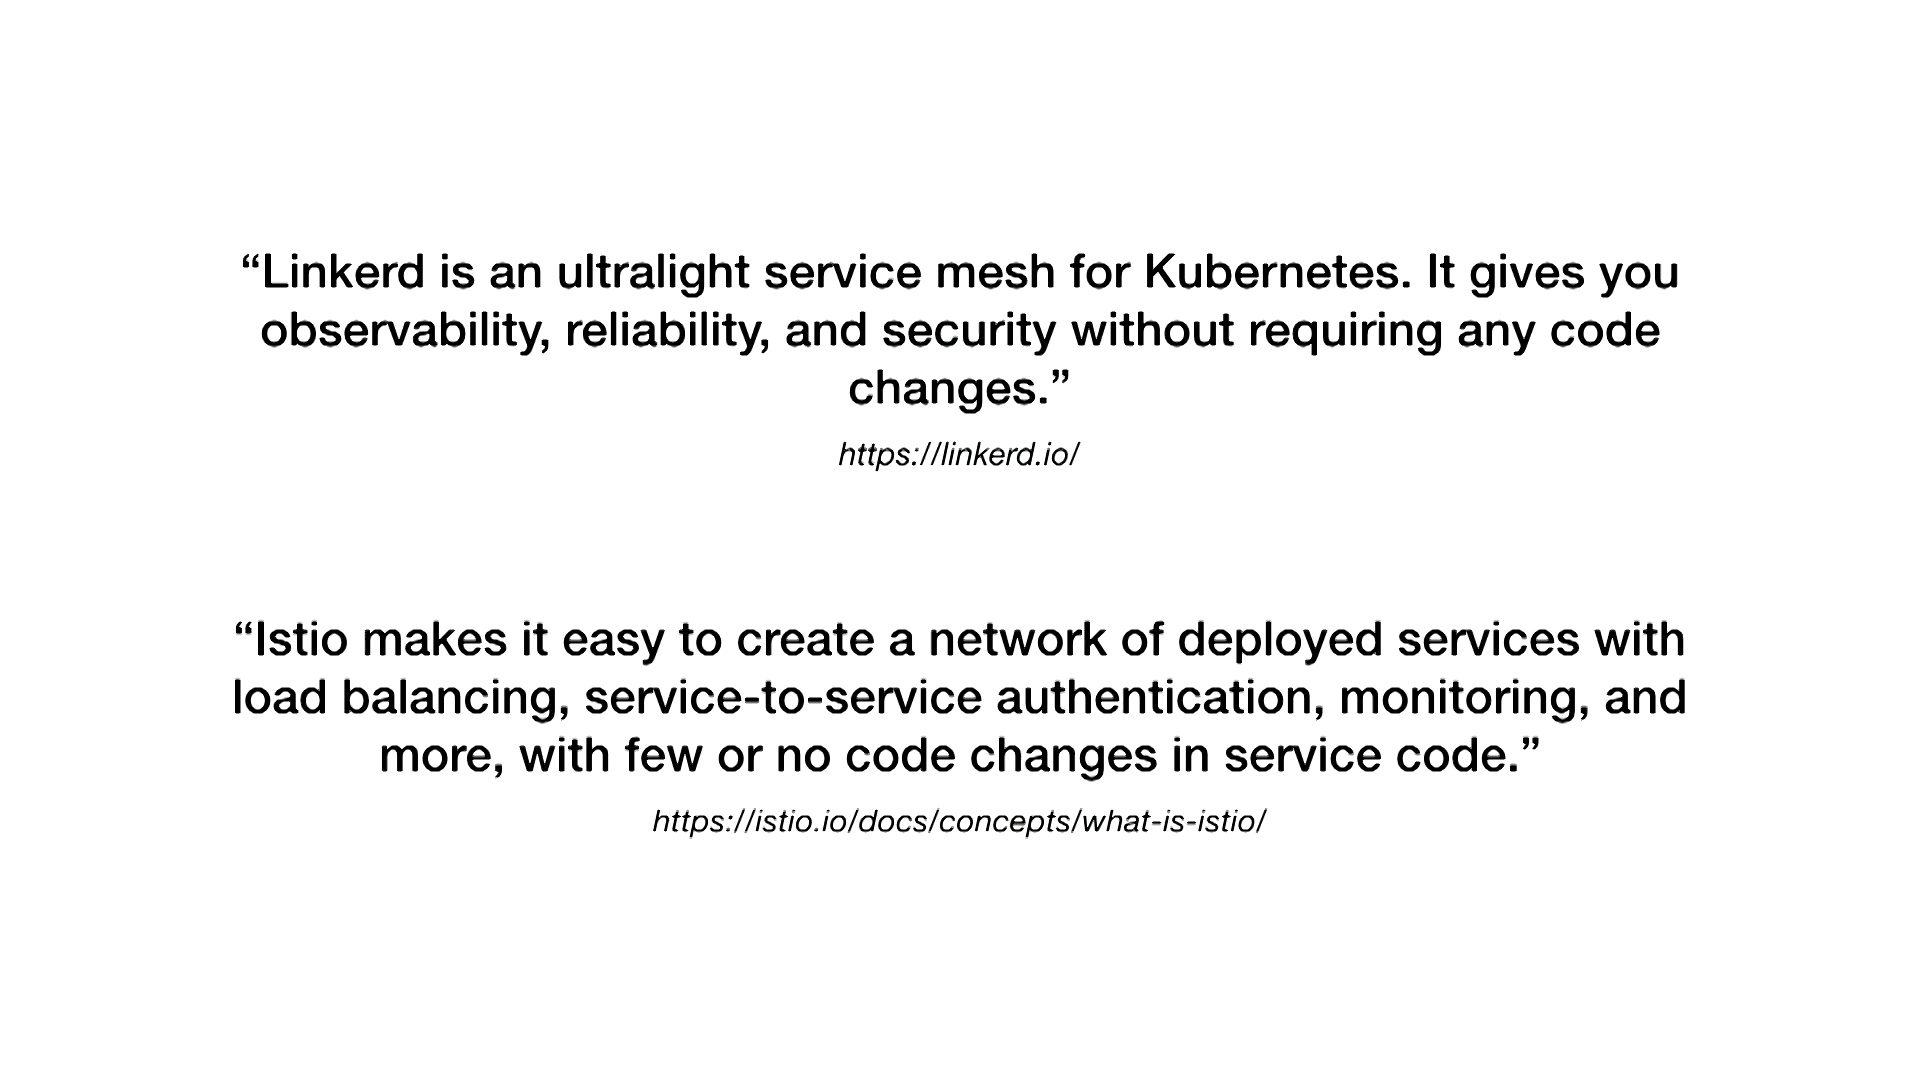 “Linkerd is an ultralight service mesh for Kubernetes. It gives you
observability, reliability, and security without requiring any code
changes.”
https://linkerd.io/
“Istio makes it easy to create a network of deployed services with
load balancing, service-to-service authentication, monitoring, and
more, with few or no code changes in service code.”
https://istio.io/docs/concepts/what-is-istio/